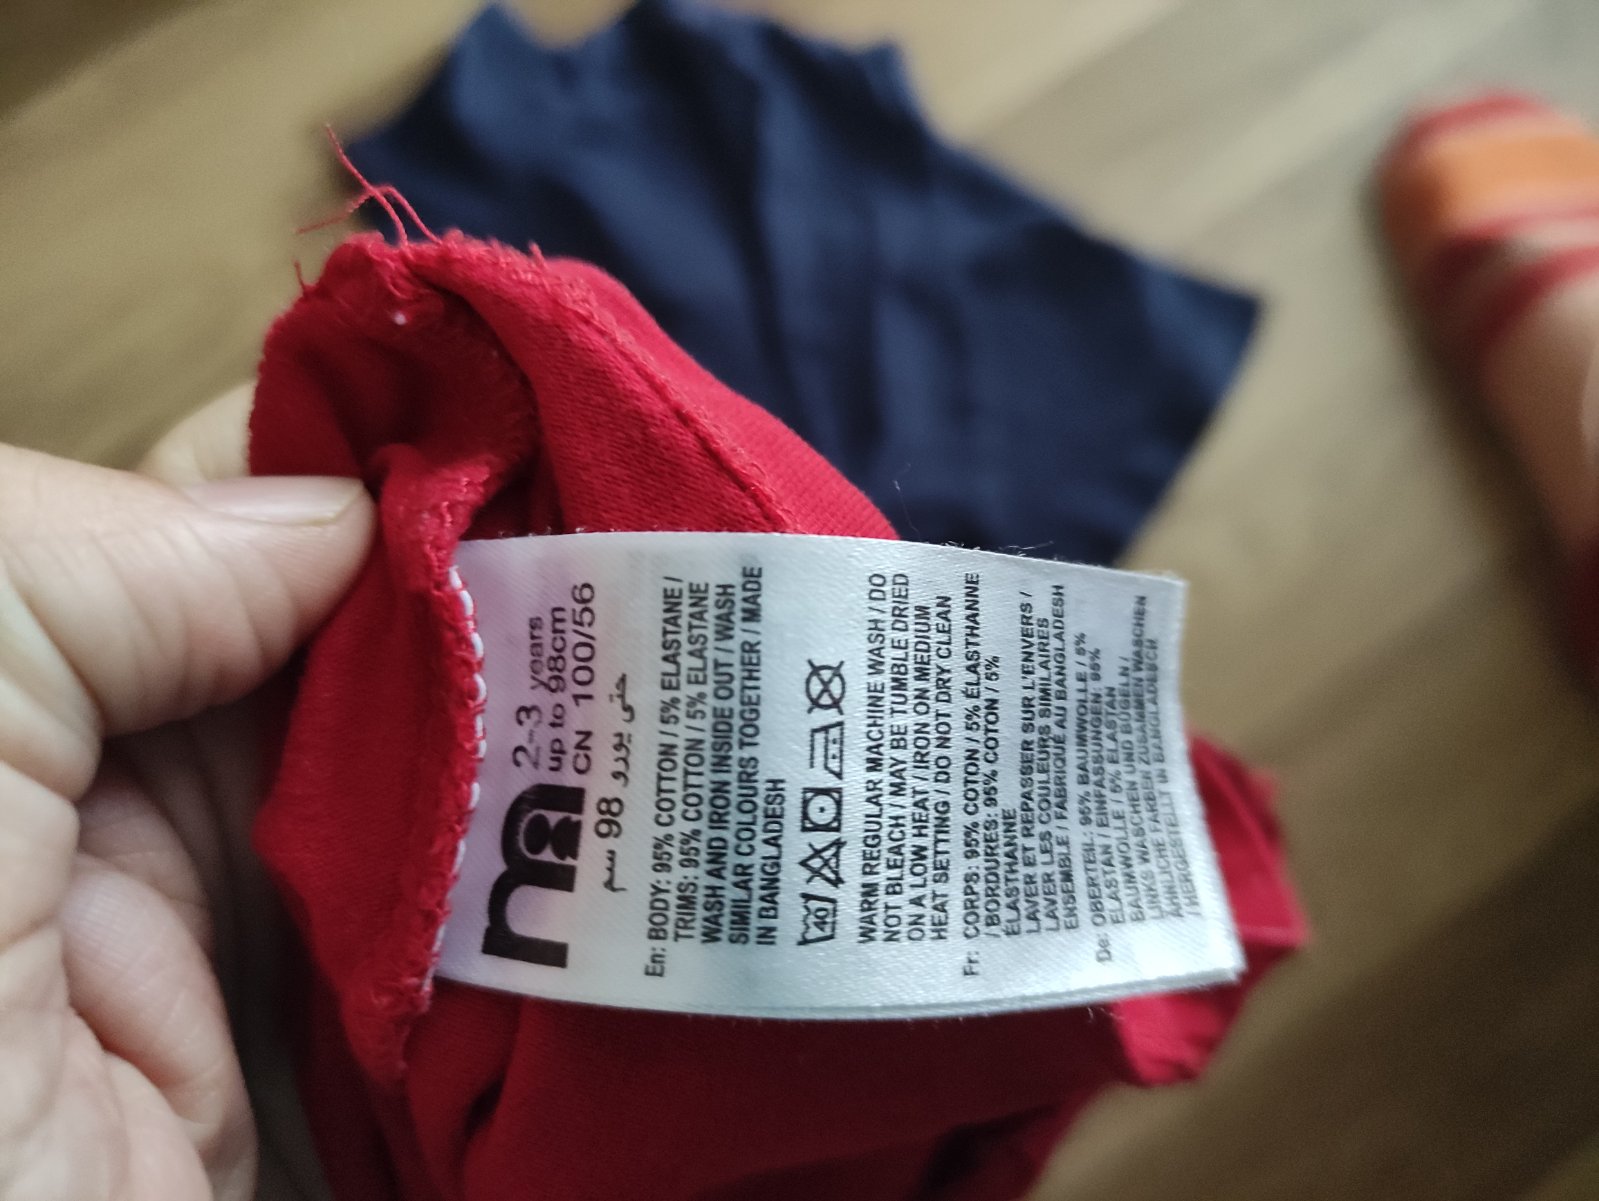 2-3 years
up to 98cm
CN 100/56
حتى يورو 98 سم
En: BODY: 95% COTTON / 5% ELASTANE /
TRIMS: 95% COTTON / 5% ELASTANE
WASH AND IRON INSIDE OUT / WASH
SIMILAR COLOURS TOGETHER / MADE
IN BANGLADESH
40
WARM REGULAR MACHINE WASH / DO
NOT BLEACH / MAY BE TUMBLE DRIED
ON A LOW HEAT / IRON ON MEDIUM
HEAT SETTING / DO NOT DRY CLEAN
Fr: CORPS: 95% COTON / 5% ÉLASTHANNE
/ BORDURES: 95% COTON / 5%
ÉLASTHANNE
LAVER ET REPASSER SUR L'ENVERS /
LAVER LES COULEURS SIMILAIRES
ENSEMBLE / FABRIQUÉ AU BANGLADESH
De: OBERTEIL: 95% BAUMWOLLE / 5%
ELASTAN / EINFASSUNGEN: 95%
BAUMWOLLE / 5% ELASTAN
LINKS WASCHEN UND BÜGELN /
ÄHNLICHE FARBEN ZUSAMMEN WASCHEN
/ HERGESTELLT IN BANGLADESCH